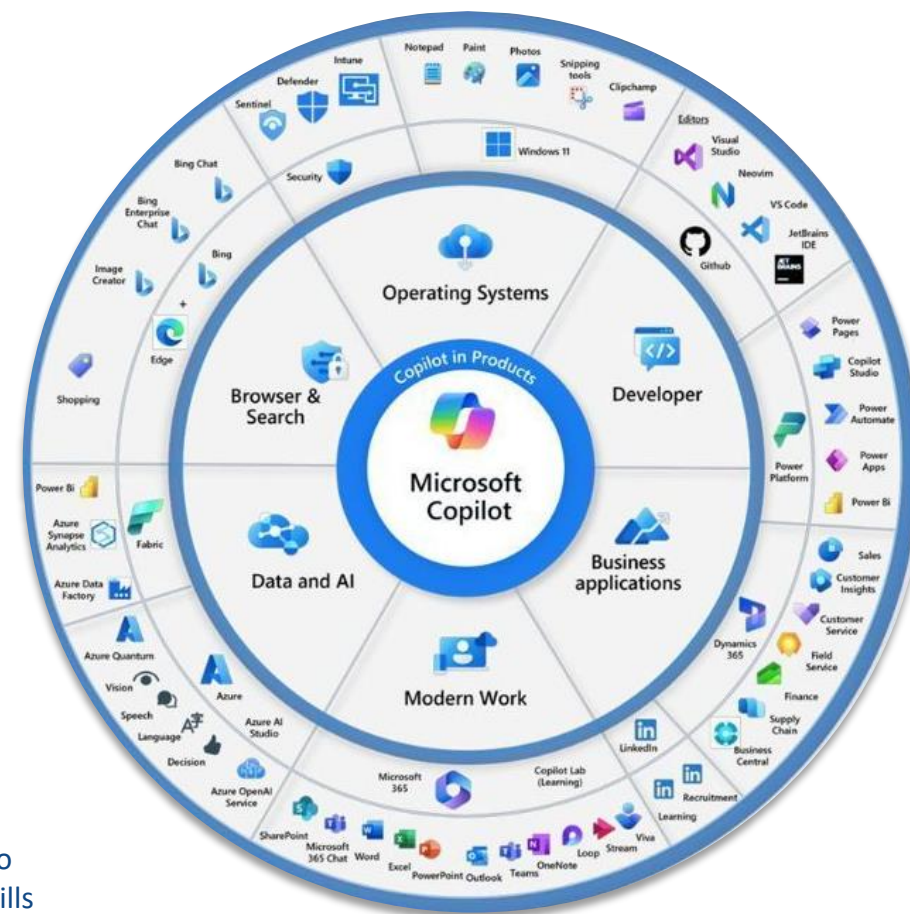 Notepad
Paint
Photos
Snipping
tools
Clipchamp
Intune
Defender
Sentinel
Windows 11
Security
Editors
Visual
Studio
Neovim
VS Code
JetBrains
IDE
JET
BRAINS
Github
Bing Chat
Bing
Enterprise
Chat
Image
Creator
Bing
+
Edge
Shopping
Operating Systems
Browser &
Search
Developer
Copilot in Products
Microsoft
Copilot
Data and AI
Business
applications
Modern Work
Power
Pages
Copilot
Studio
Power
Automate
Power
Apps
Power Bi
Power
Platform
Power Bi
Azure
Synapse
Analytics
Azure Data
Factory
Fabric
Sales
Customer
Insights
Customer
Service
Field
Service
Finance
Supply
Chain
Business
Central
Dynamics
365
Azure Quantum
Vision
Speech
Language
Decision
Azure OpenAI
Service
Azure
Azure AI
Studio
Microsoft
365
Copilot Lab
(Learning)
LinkedIn
Recruitment
Learning
SharePoint
Microsoft
365 Chat
Word
Excel
PowerPoint
Outlook
Teams
OneNote
Loop
Stream
Viva
o
ills